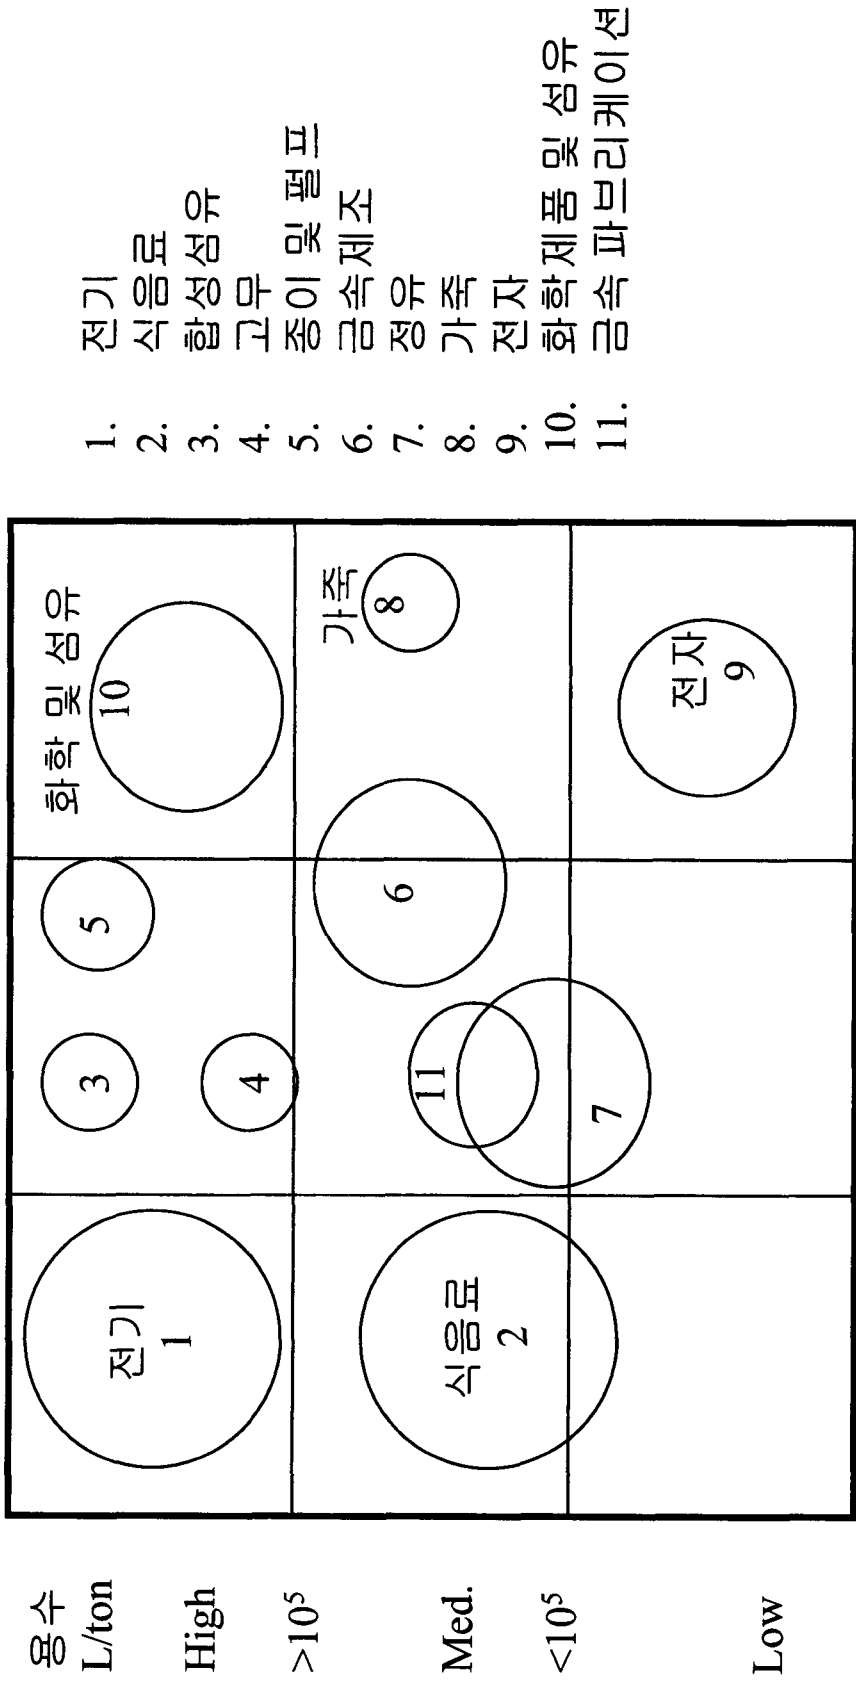 용수
L/ton
High
>10⁵
Med.
<10⁵
Low
전기
1
3
4
5
화학 및 섬유
10
식음료
2
11
7
6
가죽
8
전자
9
1. 전기
2. 식음료
3. 합성섬유
4. 고무
5. 종이 및 펄프
6. 금속제조
7. 정유
8. 가죽
9. 전자
10. 화학제품 및 섬유
11. 금속 파브리케이션